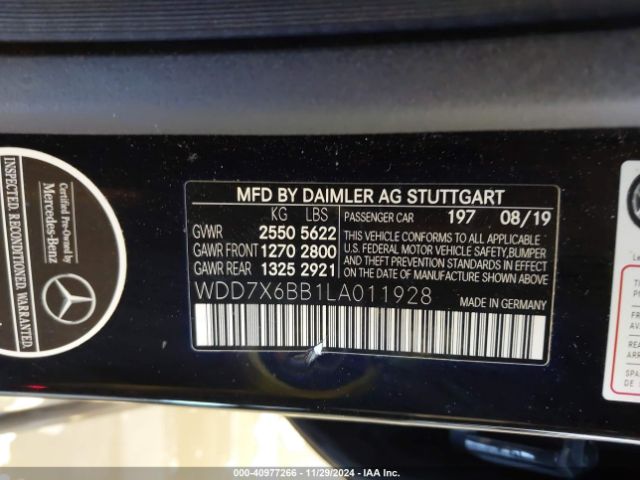 MFD BY DAIMLER AG STUTTGART
KG LBS PASSENGER CAR 197 08/19
GVWR 2550 5622
GAWR FRONT 1270 2800
GAWR REAR 1325 2921
THIS VEHICLE CONFORMS TO ALL APPLICABLE
U.S. FEDERAL MOTOR VEHICLE SAFETY, BUMPER
AND THEFT PREVENTION STANDARDS IN EFFECT
ON THE DATE OF MANUFACTURE SHOWN ABOVE.
WDD7X6BB1LA011928
MADE IN GERMANY
INSPECTED. RECONDITIONED. WARRANTED.
Certified Pre-Owned by
Mercedes-Benz
000-40977266 - 11/29/2024 - IAA Inc.